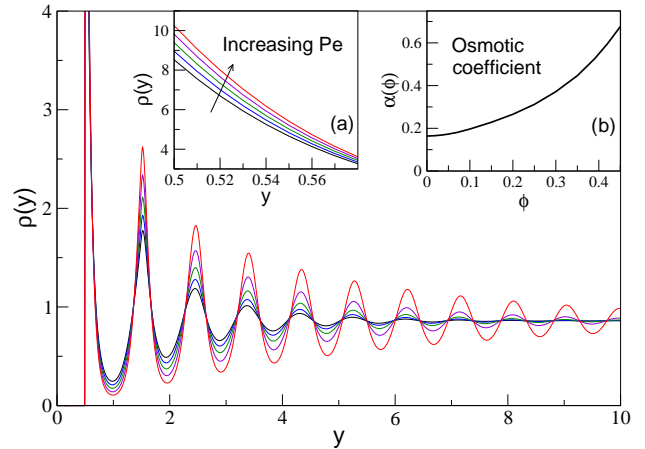 4
3
2
1
0
ρ(y)
0
2
4
6
8
10
y
10
8
6
4
ρ(y)
Increasing Pe
(a)
0.5
0.52
0.54
0.56
y
0.6
0.4
0.2
0
α(ϕ)
Osmotic
coefficient
(b)
0
0.1
0.2
0.3
0.4
ϕ